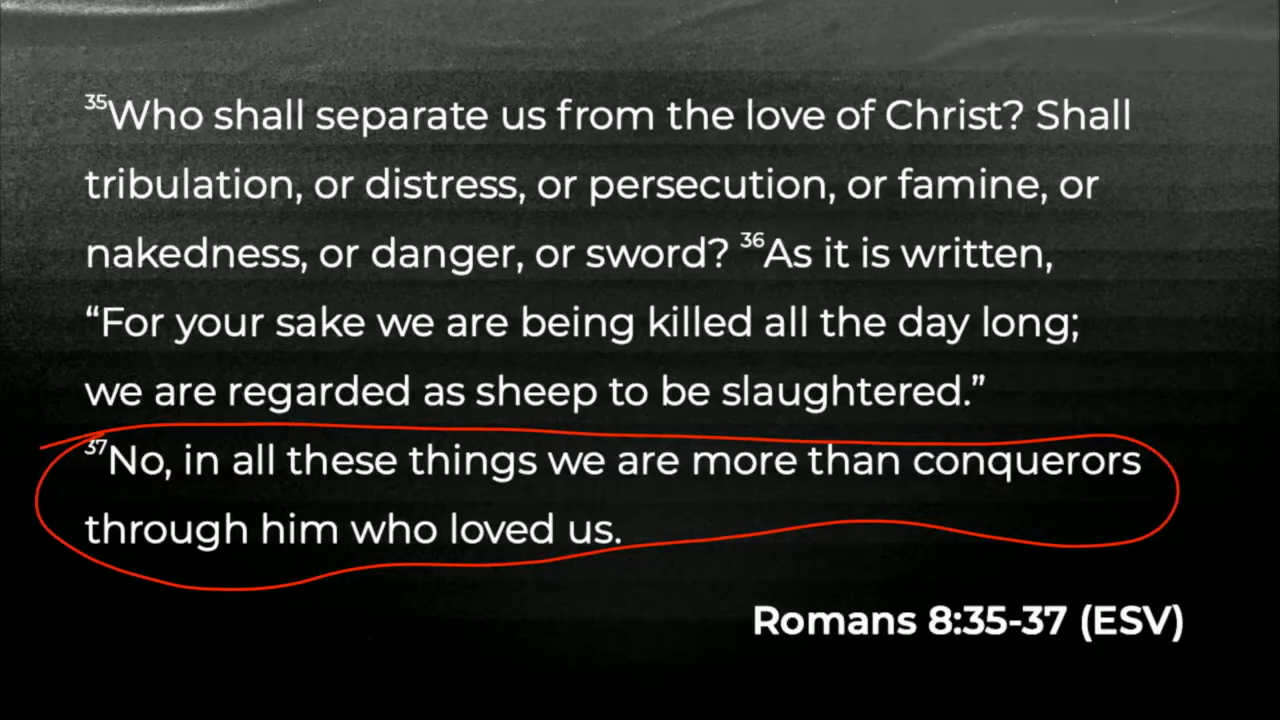 35Who shall separate us from the love of Christ? Shall
tribulation, or distress, or persecution, or famine, or
nakedness, or danger, or sword? 36As it is written,
“For your sake we are being killed all the day long;
we are regarded as sheep to be slaughtered.”
37No, in all these things we are more than conquerors
through him who loved us.
Romans 8:35-37 (ESV)